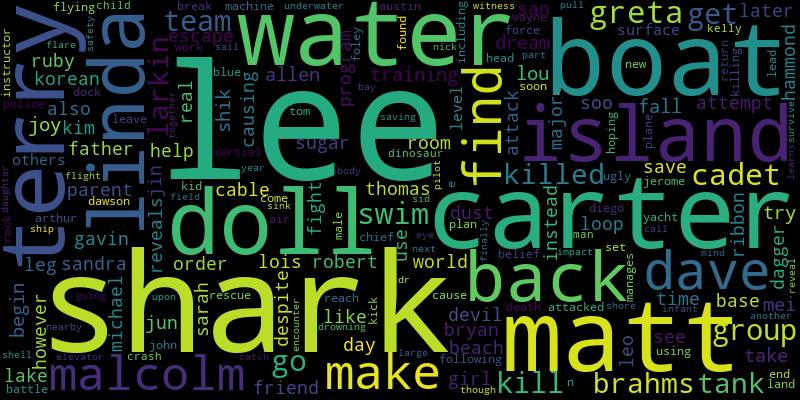 flying child break machine underwater austin san wayne pull witness
instructor flare safety team water found including nick force kelly greta get later
terry linda larkin escape work sail program foley bay dream head part boat surface new return killing lead hammond
ruby korean dock blue allen training lou soon
police also leave shik real lee tom saving find level attack major soo fall attempt
joy kim together causing island hoping plane survive
father help martial sugar room dinosaur killed save cadet learns
others flight parent jin year cable body thomas pilot e ugly jerome
rock daughter dawson kid field doll come sink fight swim sid dust instead carter diego yacht loop ribbon try
ship arthur gavin reveals air male use chief eye next plan finally belief set man call dagger
leg sandra order lois robert world back impact manages dave mind reveal
begin michael upon rescue despite reach dr cause devil attacked shore time base mel infant
however going jun sarah shark encounter like kick death matt group another
nearby john day drowning bryan leo see using take
lake shell elevator crash catch make beach following end
battle malcolm friend go large girl kill n brahms tank land